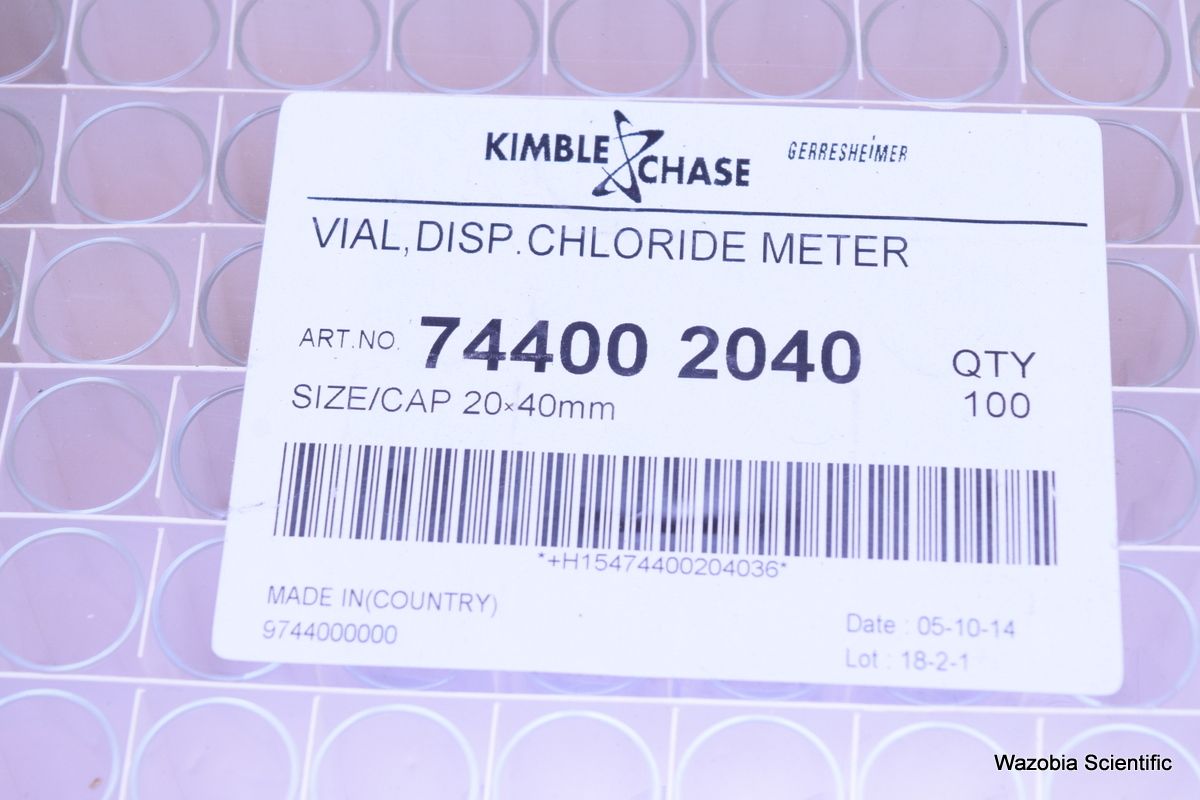 KIMBLE CHASE GERRESHEIMER
VIAL,DISP.CHLORIDE METER
ART.NO. 74400 2040
QTY
SIZE/CAP 20×40mm
100
*+H15474400204036*
MADE IN(COUNTRY)
9744000000
Date : 05-10-14
Lot : 18-2-1
Wazobia Scientific